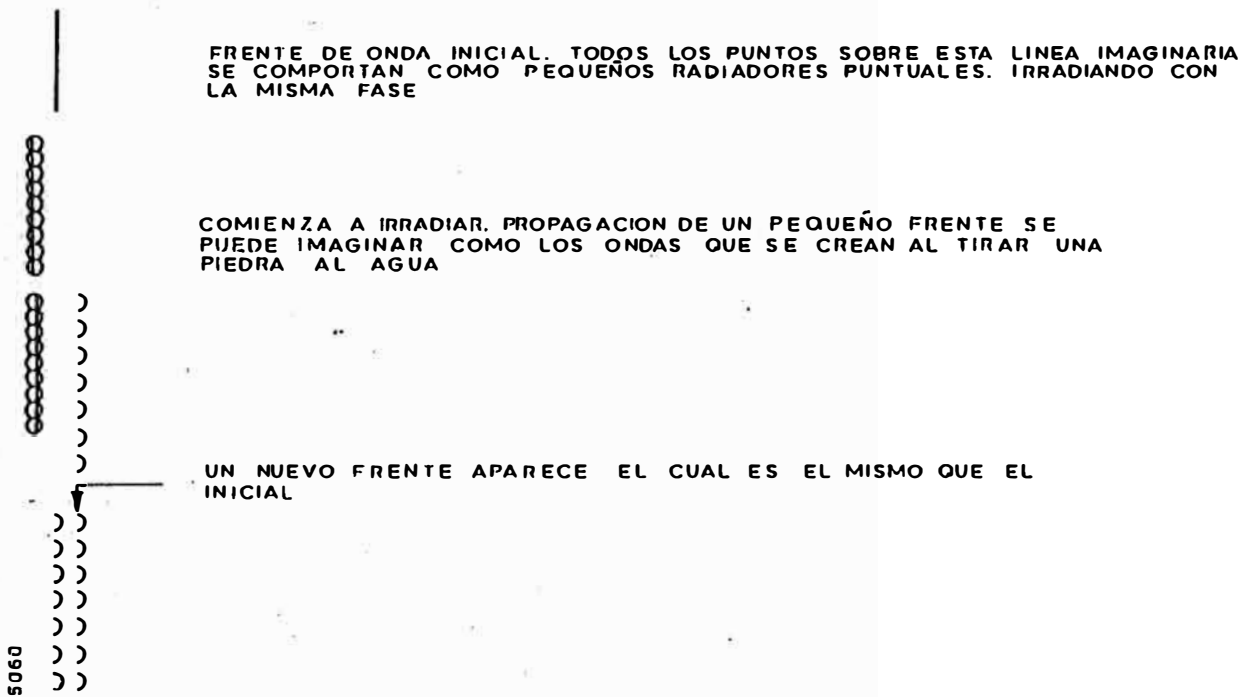 FRENTE DE ONDA INICIAL. TODOS LOS PUNTOS SOBRE ESTA LINEA IMAGINARIA
SE COMPORTAN COMO PEQUEÑOS RADIADORES PUNTUALES. IRRADIANDO CON
LA MISMA FASE
COMIENZA A IRRADIAR. PROPAGACION DE UN PEQUEÑO FRENTE SE
PUEDE IMAGINAR COMO LOS ONDAS QUE SE CREAN AL TIRAR UNA
PIEDRA AL AGUA
UN NUEVO FRENTE APARECE EL CUAL ES EL MISMO QUE EL
INICIAL
5060